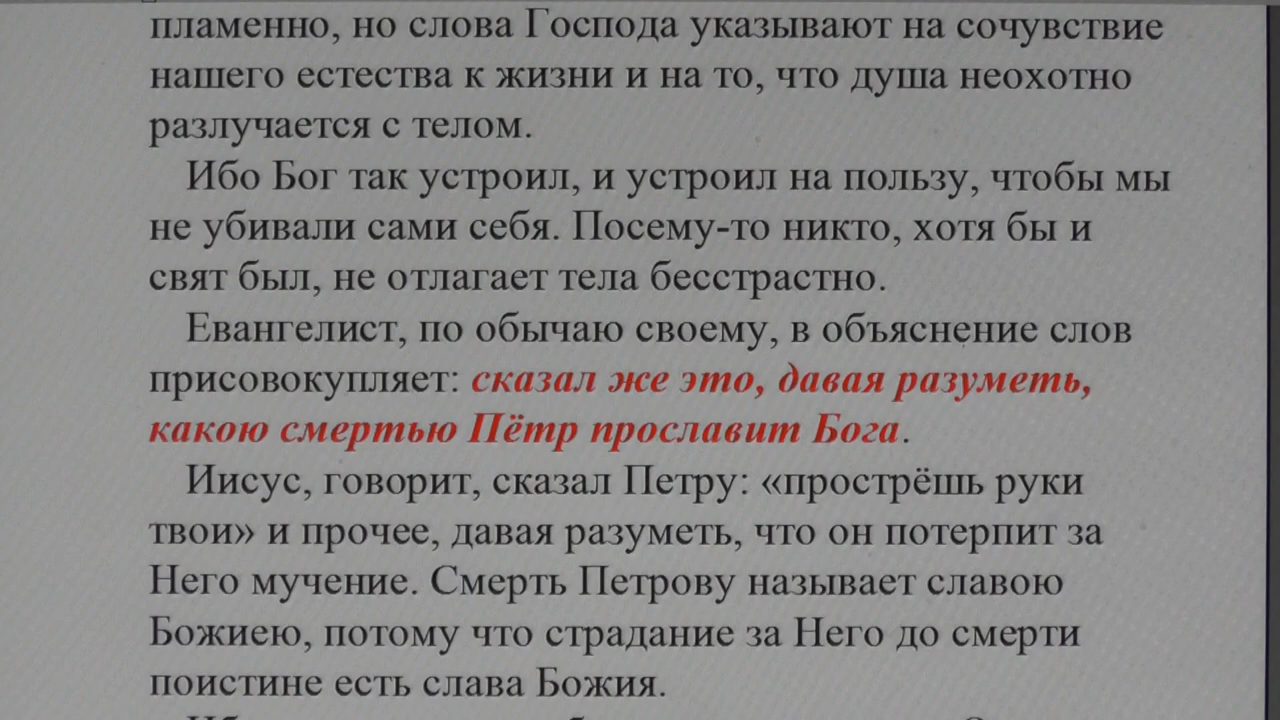 пламенно, но слова Господа указывают на сочувствие
нашего естества к жизни и на то, что душа неохотно
разлучается с телом.
Ибо Бог так устроил, и устроил на пользу, чтобы мы
не убивали сами себя. Посему-то никто, хотя бы и
свят был, не отлагает тела бесстрастно.
Евангелист, по обычаю своему, в объяснение слов
присовокупляет: сказал же это, давая разуметь,
какою смертью Пётр прославит Бога.
Иисус, говорит, сказал Петру: «прострёшь руки
твои» и прочее, давая разуметь, что он потерпит за
Него мучение. Смерть Петрову называет славою
Божиею, потому что страдание за Него до смерти
поистине есть слава Божия.